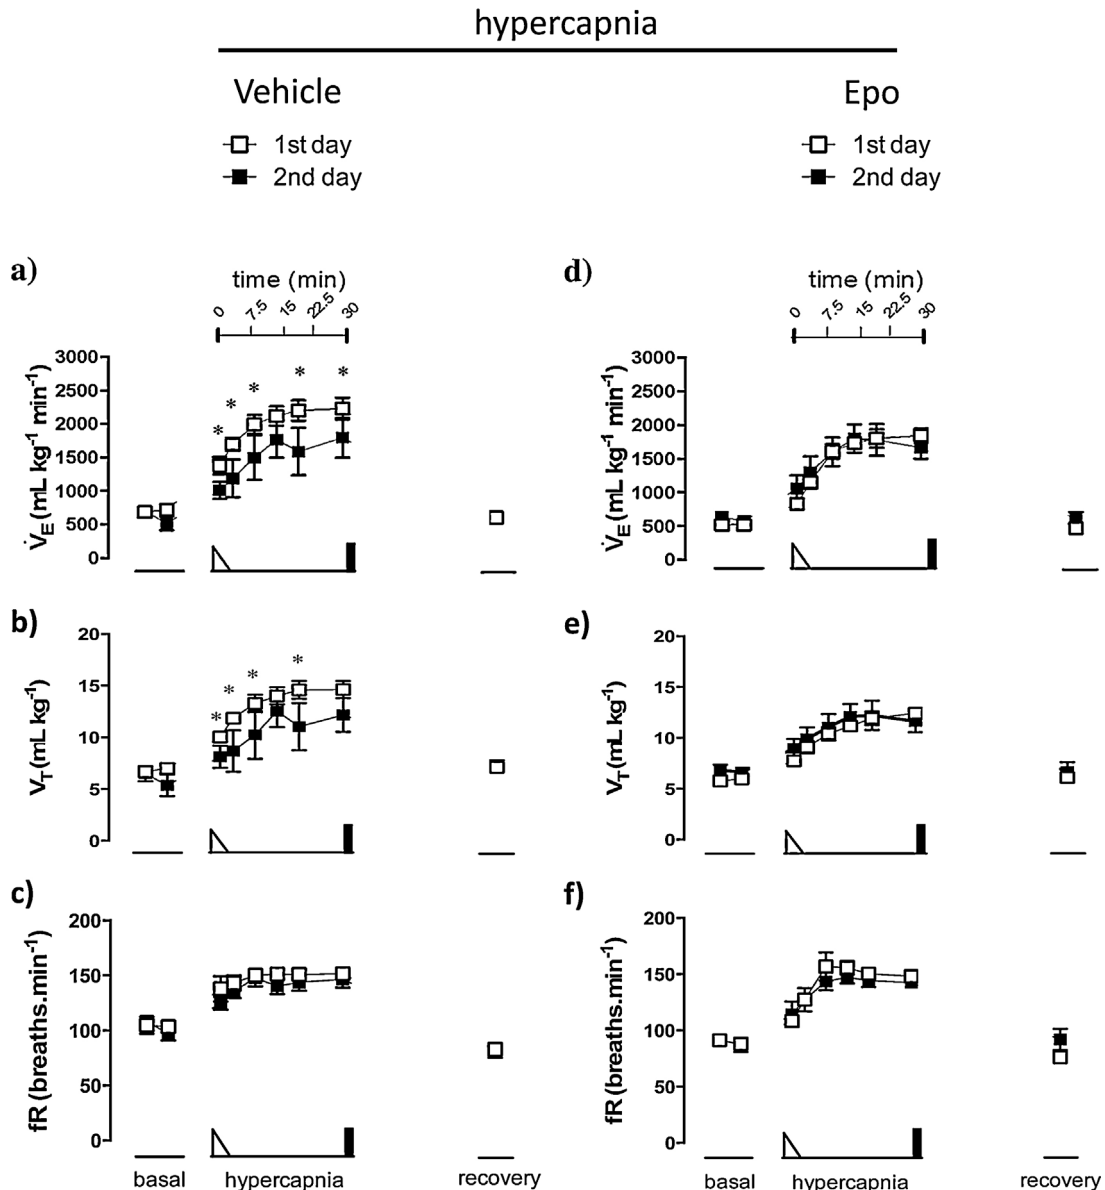 hypercapnia
Vehicle
1st day
2nd day
Epo
1st day
2nd day
a)
time (min)
0 7.5 15 22.5 30
3000
2500
2000
1500
1000
500
0
V̇E (mL kg-1 min-1)
* * * * *
d)
time (min)
0 7.5 15 22.5 30
3000
2500
2000
1500
1000
500
0
V̇E (mL kg-1 min-1)
b)
20
15
10
5
0
VT (mL kg-1)
* * * *
e)
20
15
10
5
0
VT (mL kg-1)
c)
200
150
100
50
0
fR (breaths.min-1)
basal hypercapnia recovery
f)
200
150
100
50
0
fR (breaths.min-1)
basal hypercapnia recovery